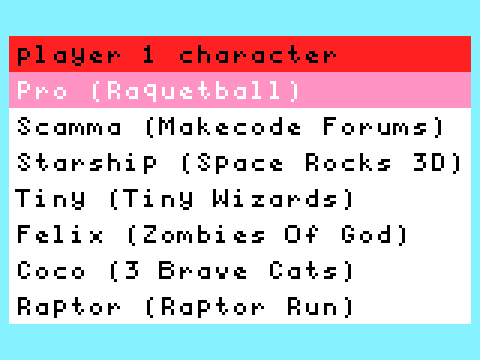 player 1 character
Pro (Raquetball)
Scamma (Makecode Forums)
Starship (Space Rocks 3D)
Tiny (Tiny Wizards)
Felix (Zombies Of God)
Coco (3 Brave Cats)
Raptor (Raptor Run)